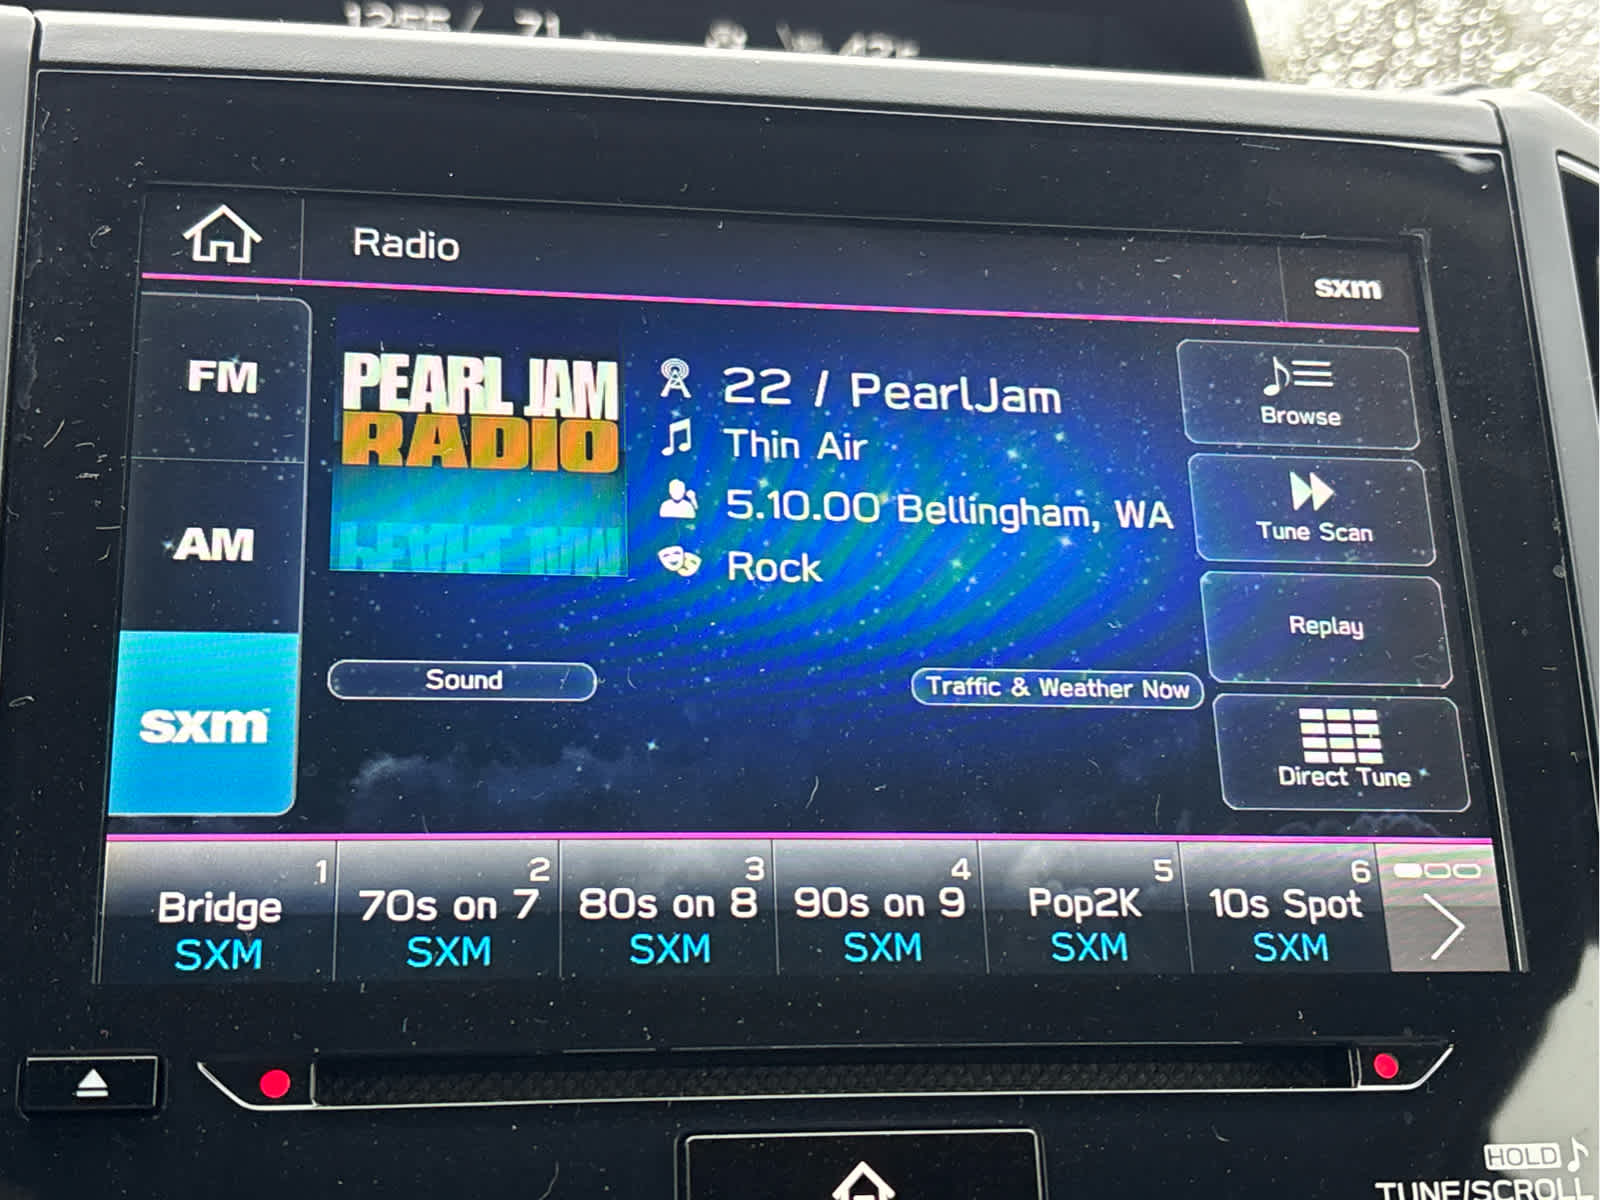 Radio
sxm
FM
AM
sxm
PEARL JAM
RADIO
22 / PearlJam
Thin Air
5.10.00 Bellingham, WA
Rock
Browse
Tune Scan
Replay
Direct Tune
Sound
Traffic & Weather Now
1 2 3 4 5 6
Bridge 70s on 7 80s on 8 90s on 9 Pop2K 10s Spot
SXM SXM SXM SXM SXM SXM
HOLD
TUNE/SCROLL